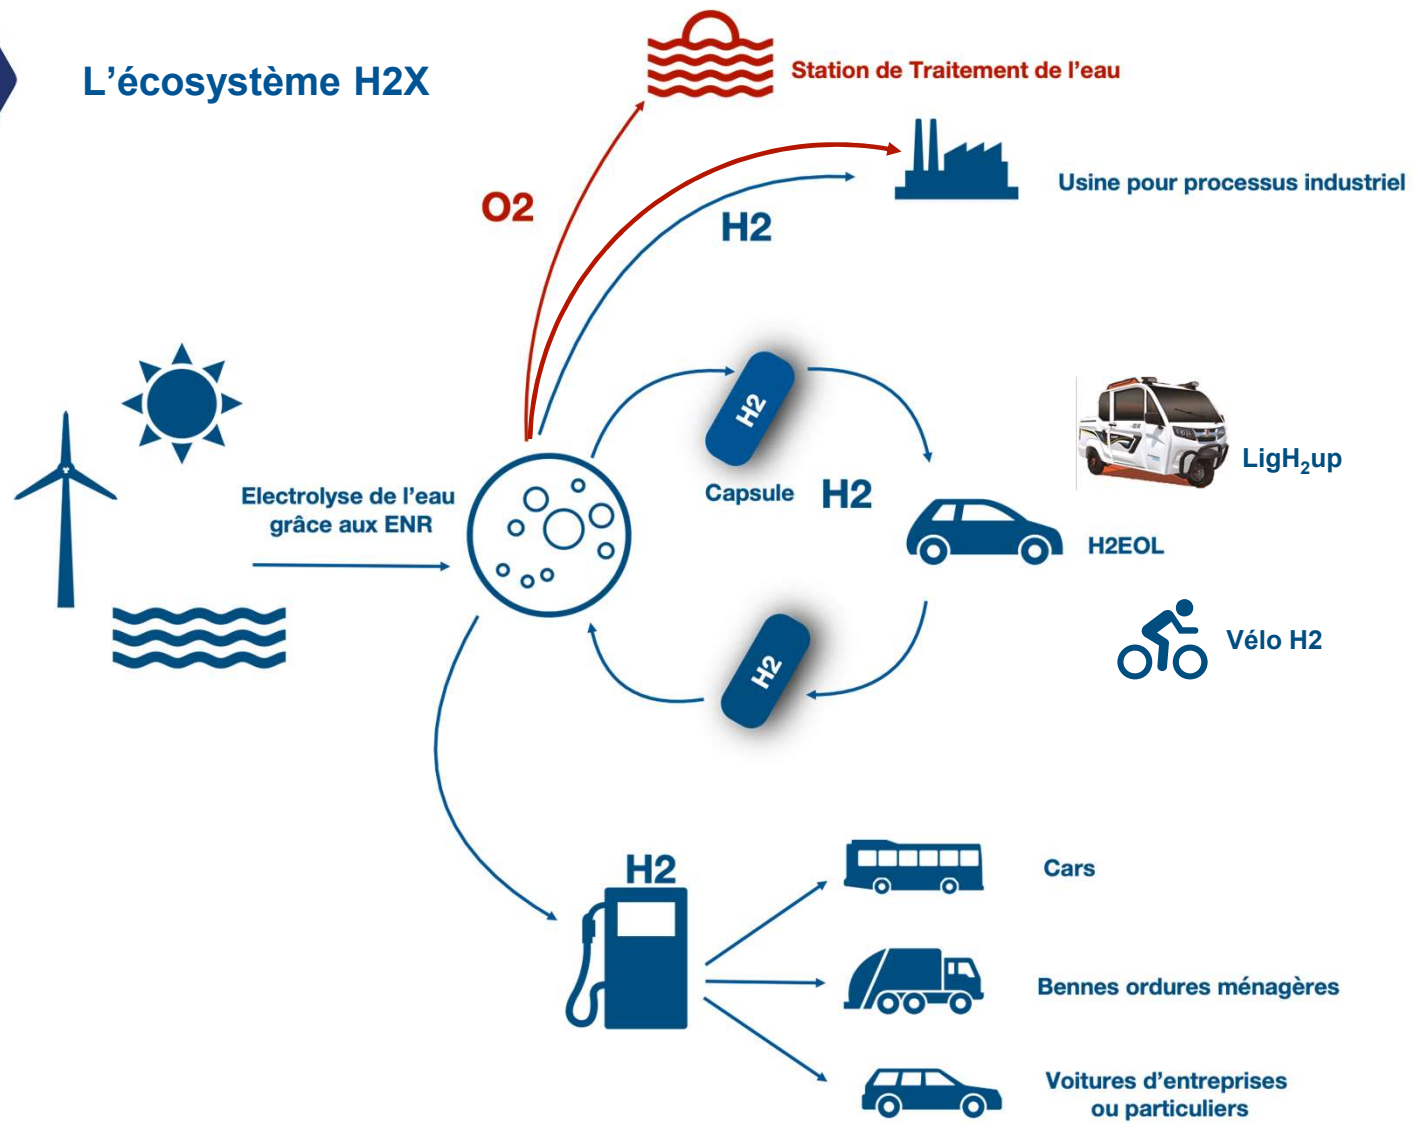 L'écosystème H2X
Station de Traitement de l'eau
Usine pour processus industriel
O2
H2
H2
Capsule
H2
LigH₂up
Electrolyse de l'eau
grâce aux ENR
H2EOL
Vélo H2
H2
H2
Cars
Bennes ordures ménagères
Voitures d'entreprises
ou particuliers